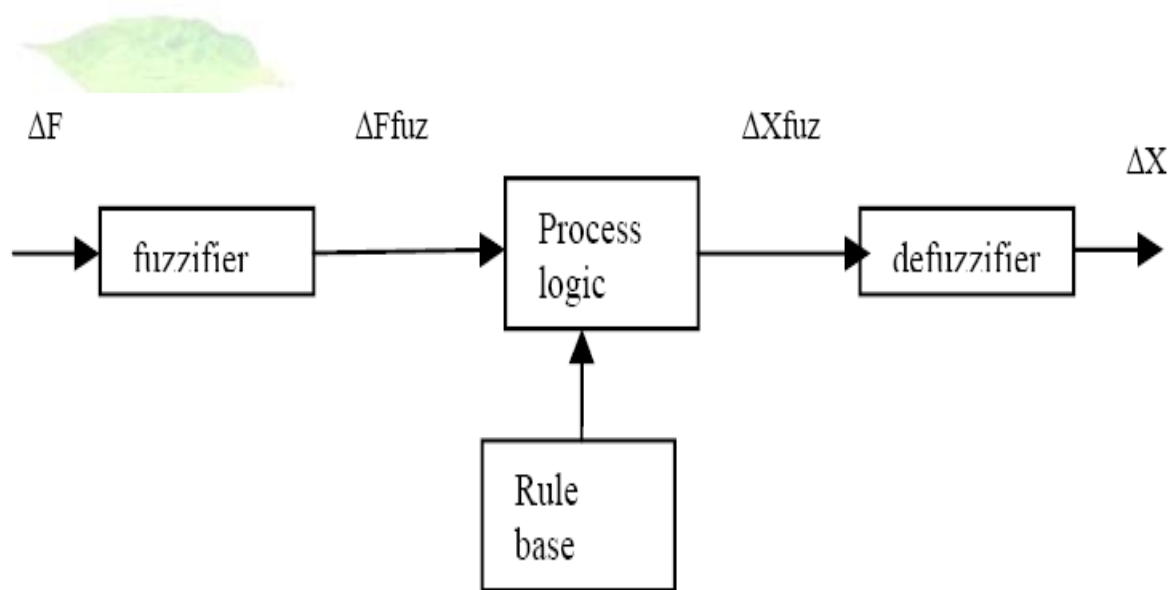 ΔF
ΔFfuz
ΔXfuz
ΔX
fuzzifier
Process
logic
defuzzifier
Rule
base